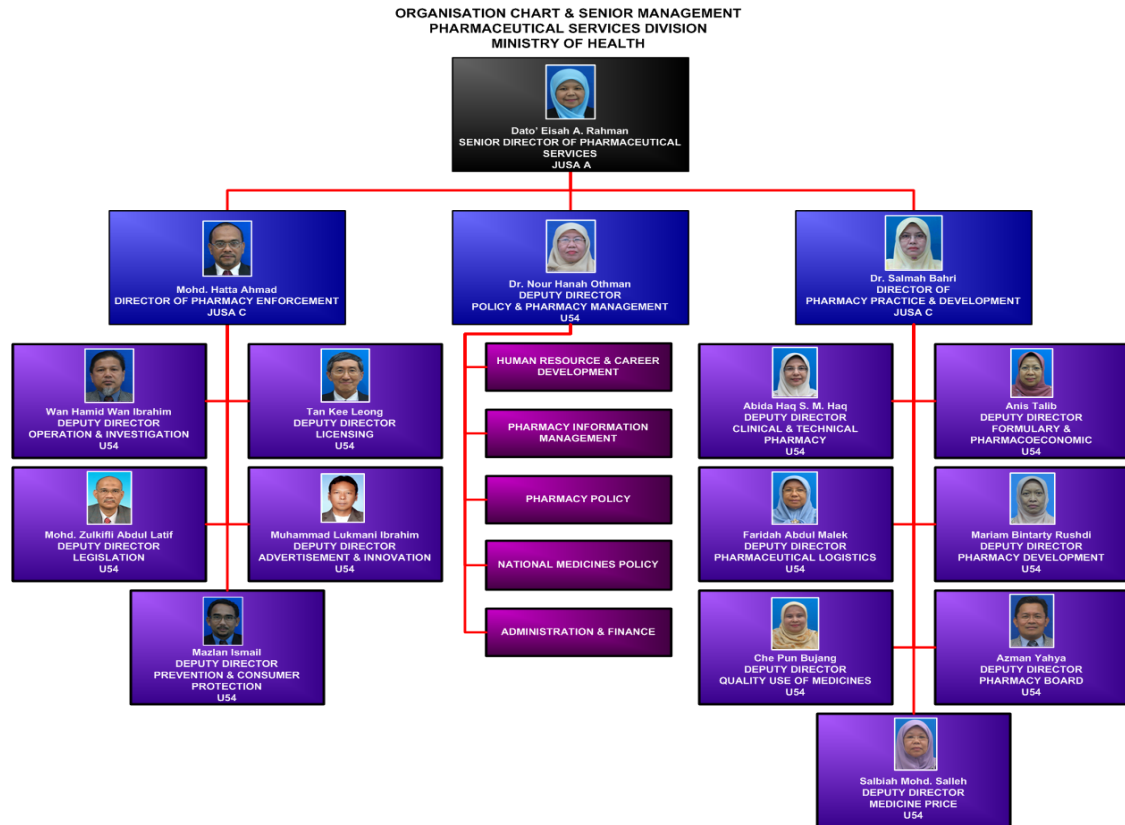 ORGANISATION CHART & SENIOR MANAGEMENT
PHARMACEUTICAL SERVICES DIVISION
MINISTRY OF HEALTH
Dato' Eisah A. Rahman
SENIOR DIRECTOR OF PHARMACEUTICAL
SERVICES
JUSA A
Mohd. Hatta Ahmad
DIRECTOR OF PHARMACY ENFORCEMENT
JUSA C
Dr. Nour Hanah Othman
DEPUTY DIRECTOR
POLICY & PHARMACY MANAGEMENT
U54
Dr. Salmah Bahri
DIRECTOR OF
PHARMACY PRACTICE & DEVELOPMENT
JUSA C
Wan Hamid Wan Ibrahim
DEPUTY DIRECTOR
OPERATION & INVESTIGATION
U54
Tan Kee Leong
DEPUTY DIRECTOR
LICENSING
U54
Mohd. Zulkifli Abdul Latif
DEPUTY DIRECTOR
LEGISLATION
U54
Muhammad Lukmani Ibrahim
DEPUTY DIRECTOR
ADVERTISEMENT & INNOVATION
U54
Mazlan Ismail
DEPUTY DIRECTOR
PREVENTION & CONSUMER
PROTECTION
U54
HUMAN RESOURCE & CAREER
DEVELOPMENT
PHARMACY INFORMATION
MANAGEMENT
PHARMACY POLICY
NATIONAL MEDICINES POLICY
ADMINISTRATION & FINANCE
Abida Haq S. M. Haq
DEPUTY DIRECTOR
CLINICAL & TECHNICAL
PHARMACY
U54
Anis Talib
DEPUTY DIRECTOR
FORMULARY &
PHARMACOECONOMIC
U54
Faridah Abdul Malek
DEPUTY DIRECTOR
PHARMACEUTICAL LOGISTICS
U54
Mariam Bintarty Rushdi
DEPUTY DIRECTOR
PHARMACY DEVELOPMENT
U54
Che Pun Bujang
DEPUTY DIRECTOR
QUALITY USE OF MEDICINES
U54
Azman Yahya
DEPUTY DIRECTOR
PHARMACY BOARD
U54
Salbiah Mohd. Salleh
DEPUTY DIRECTOR
MEDICINE PRICE
U54